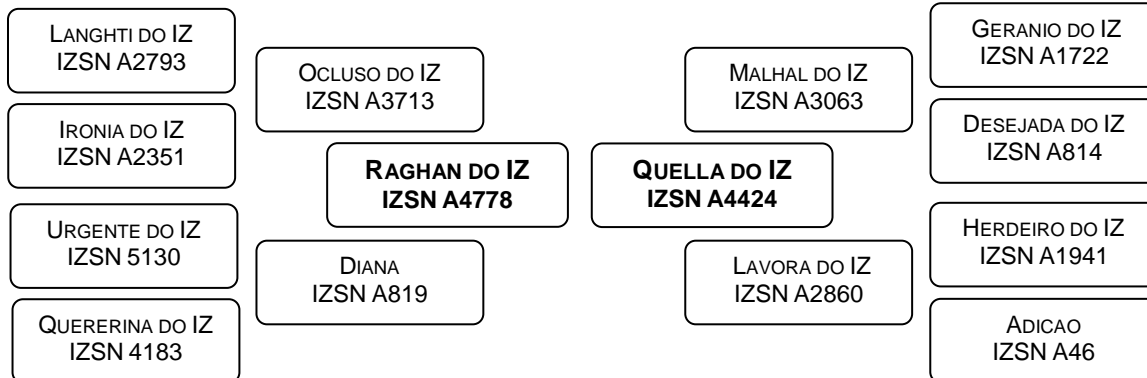 LANGHTI DO IZ
IZSN A2793
OCLUSO DO IZ
IZSN A3713
IRONIA DO IZ
IZSN A2351
RAGHAN DO IZ
IZSN A4778
URGENTE DO IZ
IZSN 5130
DIANA
IZSN A819
QUERERINA DO IZ
IZSN 4183
GERANIO DO IZ
IZSN A1722
MALHAL DO IZ
IZSN A3063
DESEJADA DO IZ
IZSN A814
QUELLA DO IZ
IZSN A4424
HERDEIRO DO IZ
IZSN A1941
LAVORA DO IZ
IZSN A2860
ADICAO
IZSN A46